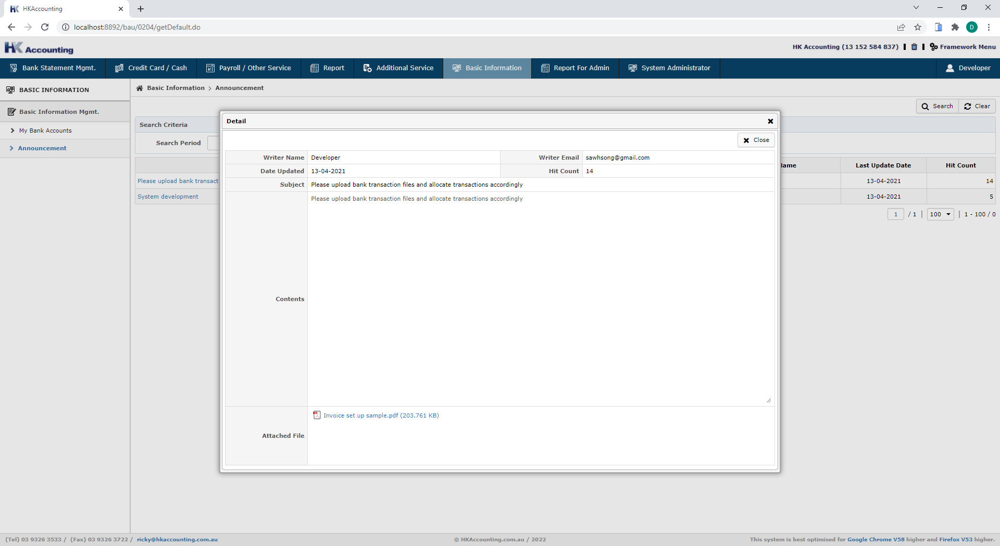 HKAccounting
localhost:8892/bau/0204/getDefault.do
D
HK Accounting
HK Accounting (13 152 584 837)
Framework Menu
Bank Statement Mgmt.
Credit Card / Cash
Payroll / Other Service
Report
Additional Service
Basic Information
Report For Admin
System Administrator
Developer
BASIC INFORMATION
Basic Information > Announcement
Basic Information Mgmt.
My Bank Accounts
Announcement
Search
Clear
Search Criteria
Search Period
Last Update Date
Hit Count
Please upload bank transact
13-04-2021
14
System development
13-04-2021
5
1 / 1 | 100 | 1 - 100 / 0
Detail
Close
Writer Name
Developer
Writer Email
sawhsong@gmail.com
Date Updated
13-04-2021
Hit Count
14
Subject
Please upload bank transaction files and allocate transactions accordingly
Contents
Please upload bank transaction files and allocate transactions accordingly
Attached File
Invoice set up sample.pdf (203.761 KB)
(Tel) 03 9326 3533 / (Fax) 03 9326 3722 / ricky@hkaccounting.com.au
© HKAccounting.com.au / 2022
This system is best optimised for Google Chrome V58 higher and Firefox V53 higher.